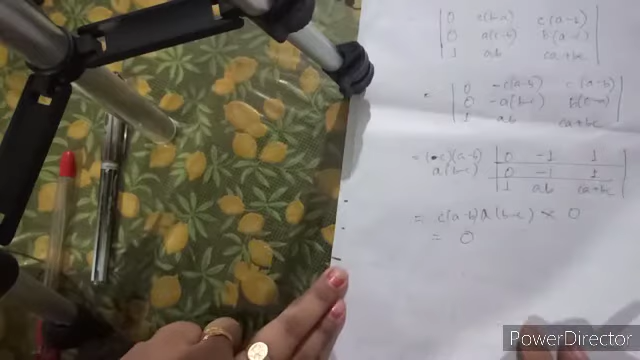 | 0 c(b-a) c(a-b) |
| 0 a(c-b)
| 1 ab ca+bc |
| 0 -c(a-b) c(a-b) |
| 0 -a(b-c)
| 1 ab ca+bc |
= c(a-b) | 0 -1 1 |
a(b-c) | 0 -1 1 |
| 1 ab ca+bc |
= c(a-b) a(b-c) × 0
= 0
PowerDirector